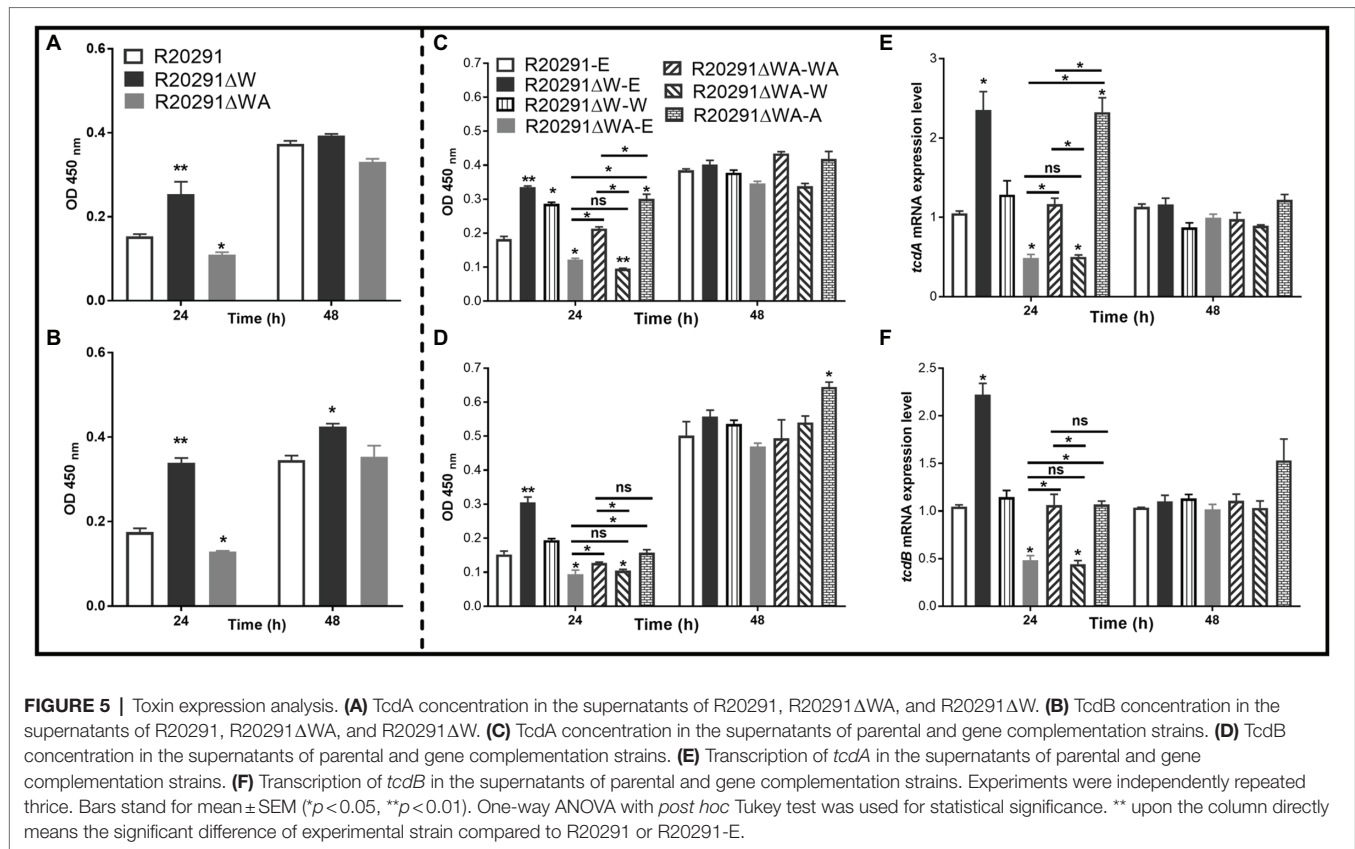 A
0.6
0.4
0.2
0.0
OD 450 nm
R20291
R20291ΔW
R20291ΔWA
**
*
24
Time (h)
48
B
0.6
0.4
0.2
0.0
OD 450 nm
**
*
*
24
Time (h)
48
C
0.7
0.6
0.5
0.4
0.3
0.2
0.1
0.0
OD 450 nm
R20291-E
R20291ΔW-E
R20291ΔW-W
R20291ΔWA-E
R20291ΔWA-WA
R20291ΔWA-W
R20291ΔWA-A
*
*
** * * *
ns
*
* **
24
Time (h)
48
D
0.7
0.6
0.5
0.4
0.3
0.2
0.1
0.0
OD 450 nm
*
**
ns
*
*
ns
*
* *
24
Time (h)
48
E
3
2
1
0
tcdA mRNA expression level
*
*
* *
*
ns
*
* *
24
Time (h)
48
F
2.5
2.0
1.5
1.0
0.5
0.0
tcdB mRNA expression level
*
ns
*
*
ns
* *
* *
24
Time (h)
48
FIGURE 5 | Toxin expression analysis. (A) TcdA concentration in the supernatants of R20291, R20291ΔWA, and R20291ΔW. (B) TcdB concentration in the
supernatants of R20291, R20291ΔWA, and R20291ΔW. (C) TcdA concentration in the supernatants of parental and gene complementation strains. (D) TcdB
concentration in the supernatants of parental and gene complementation strains. (E) Transcription of tcdA in the supernatants of parental and gene
complementation strains. (F) Transcription of tcdB in the supernatants of parental and gene complementation strains. Experiments were independently repeated
thrice. Bars stand for mean ± SEM (*p < 0.05, **p < 0.01). One-way ANOVA with post hoc Tukey test was used for statistical significance. ** upon the column directly
means the significant difference of experimental strain compared to R20291 or R20291-E.